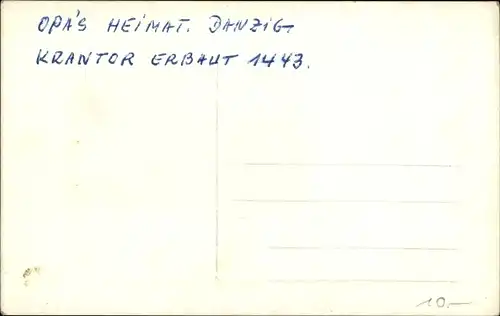 OPA'S HEIMAT. DANZIG
KRANTOR ERBAUT 1443.
10.-